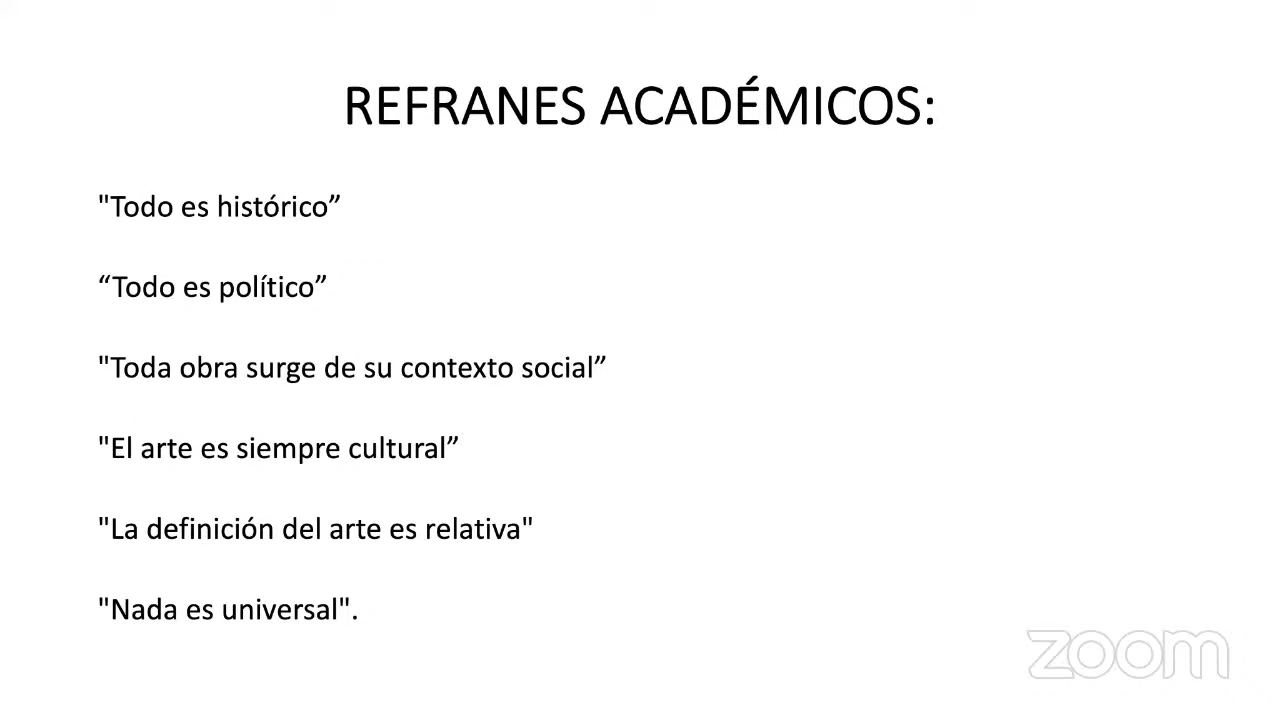 REFRANES ACADÉMICOS:
"Todo es histórico”
“Todo es político”
"Toda obra surge de su contexto social”
"El arte es siempre cultural”
"La definición del arte es relativa"
"Nada es universal".
zoom